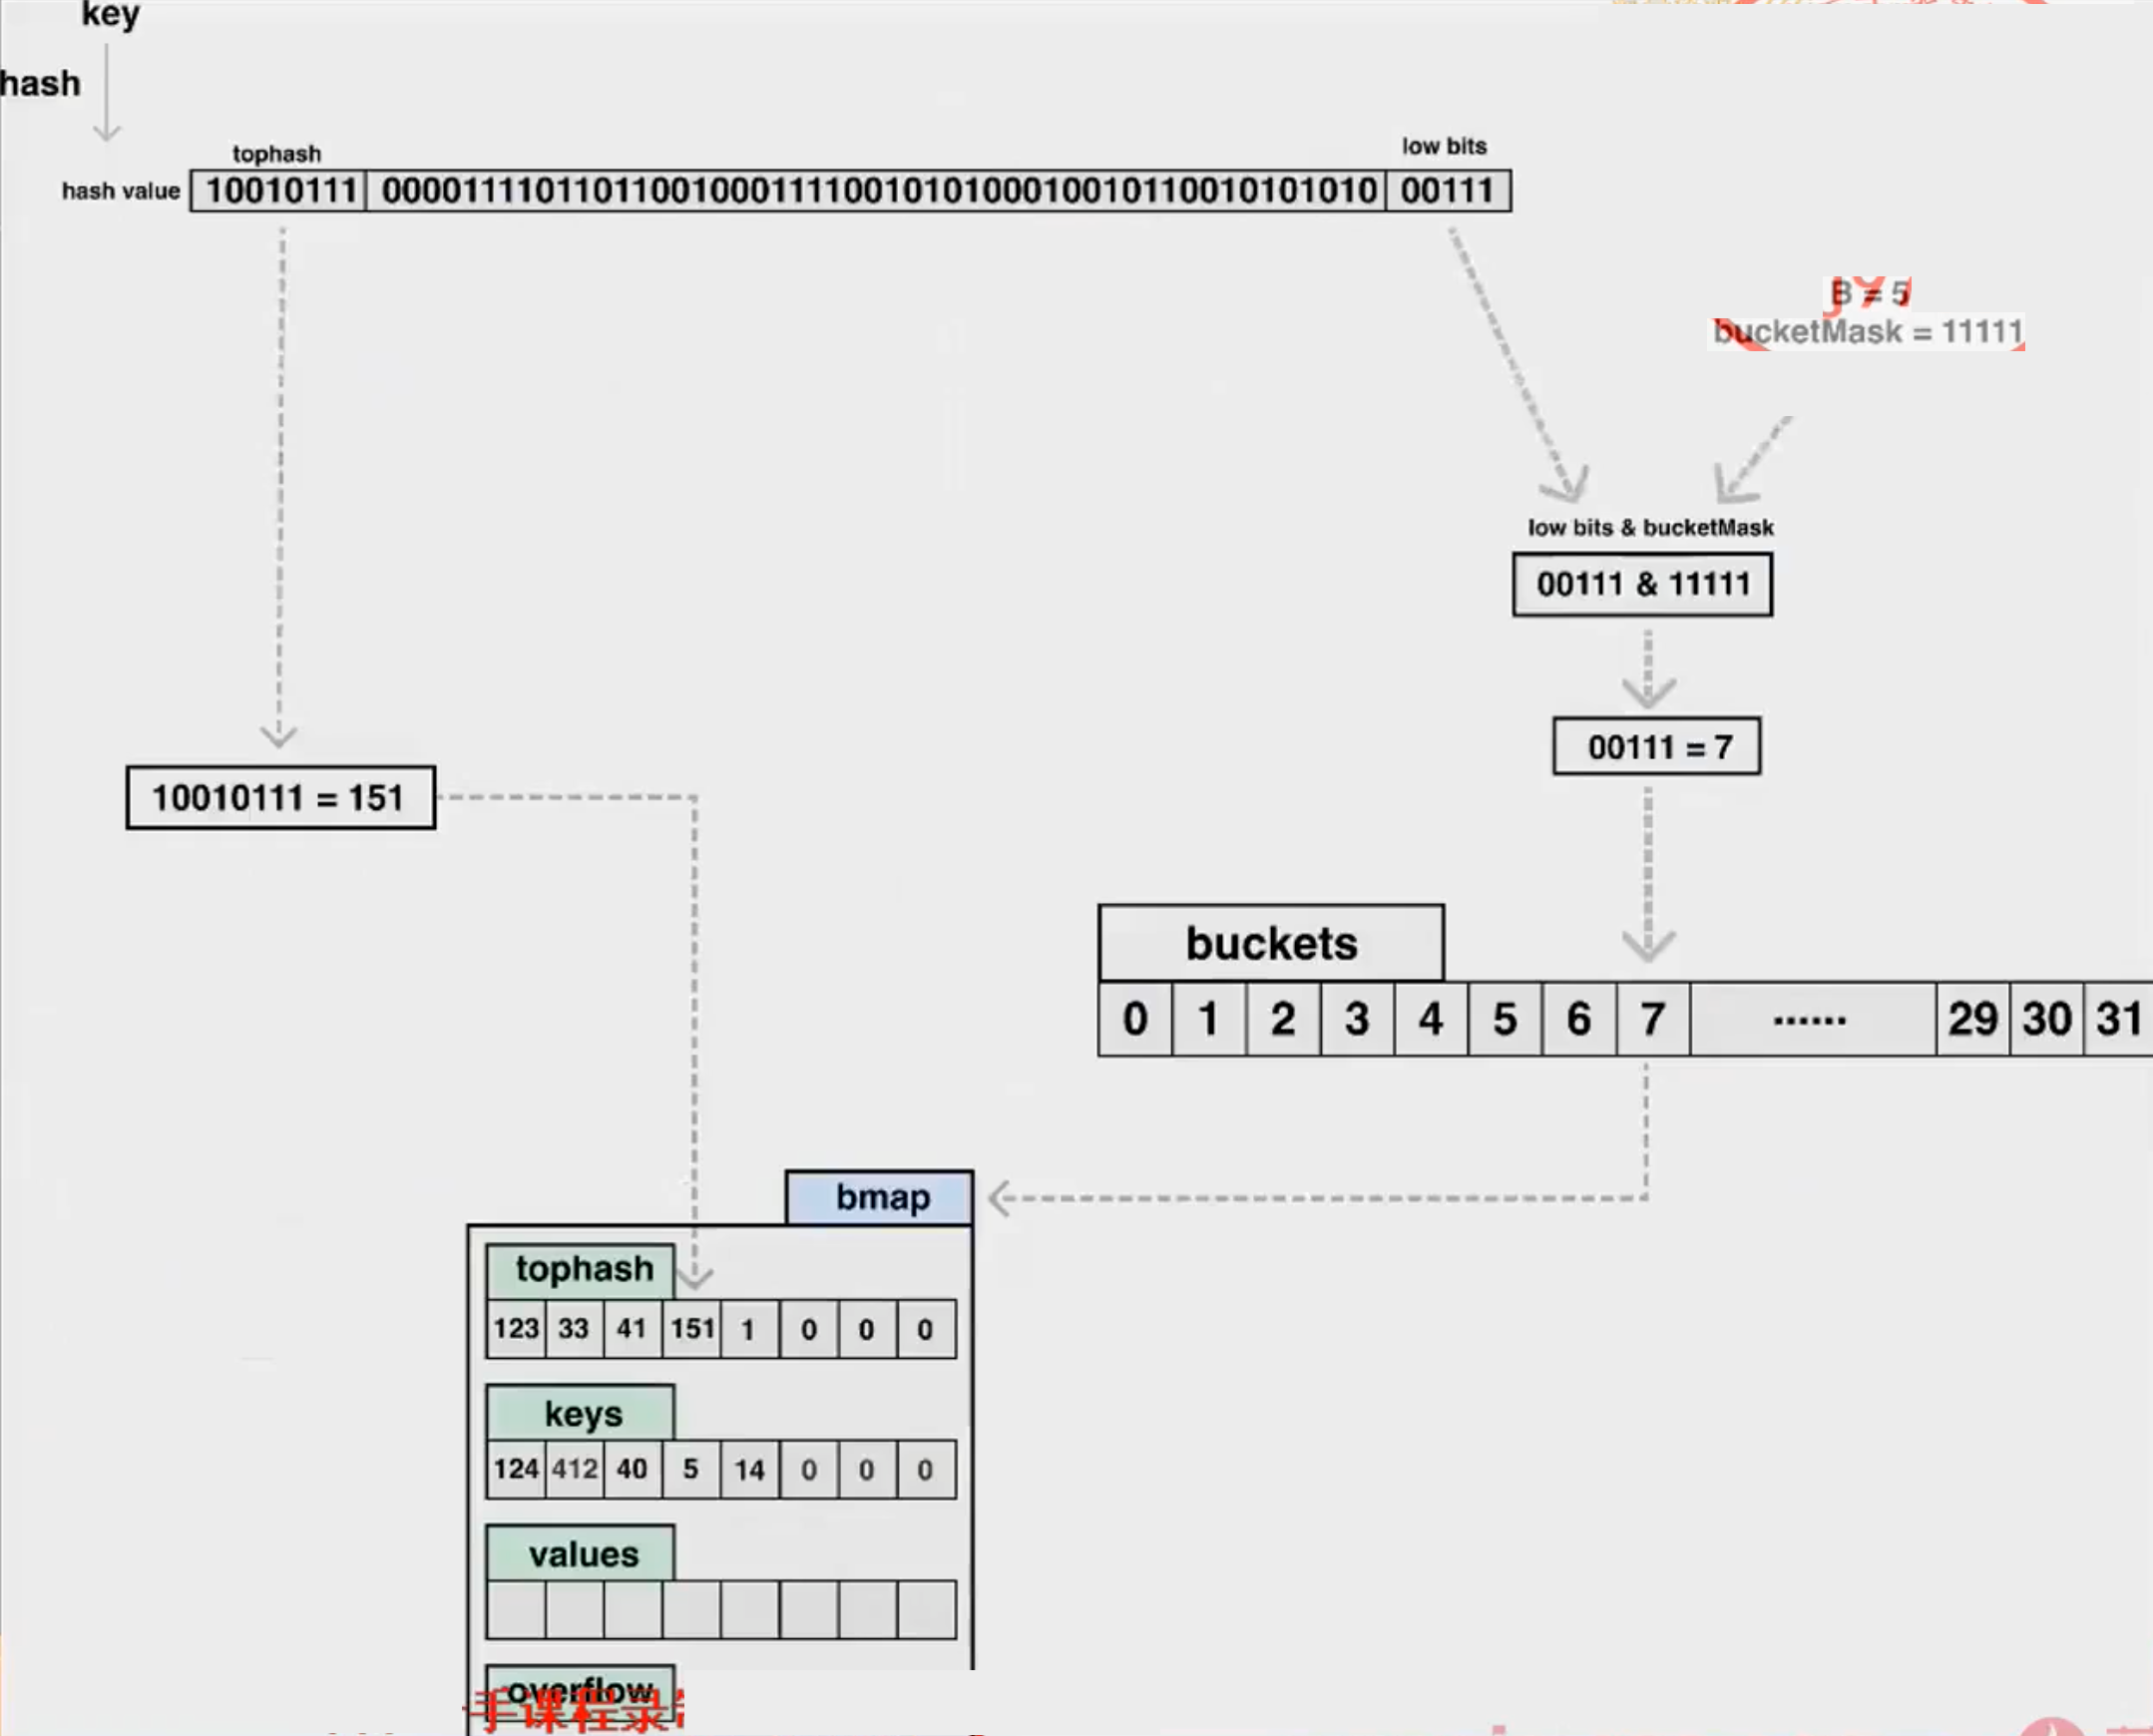 key
hash
tophash
low bits
hash value 10010111 000011110110110010001111001010100010010110010101010 00111
B = 5
bucketMask = 11111
low bits & bucketMask
00111 & 11111
00111 = 7
10010111 = 151
buckets
0 1 2 3 4 5 6 7 ...... 29 30 31
bmap
tophash
123 33 41 151 1 0 0 0
keys
124 412 40 5 14 0 0 0
values
overflow
手课程录